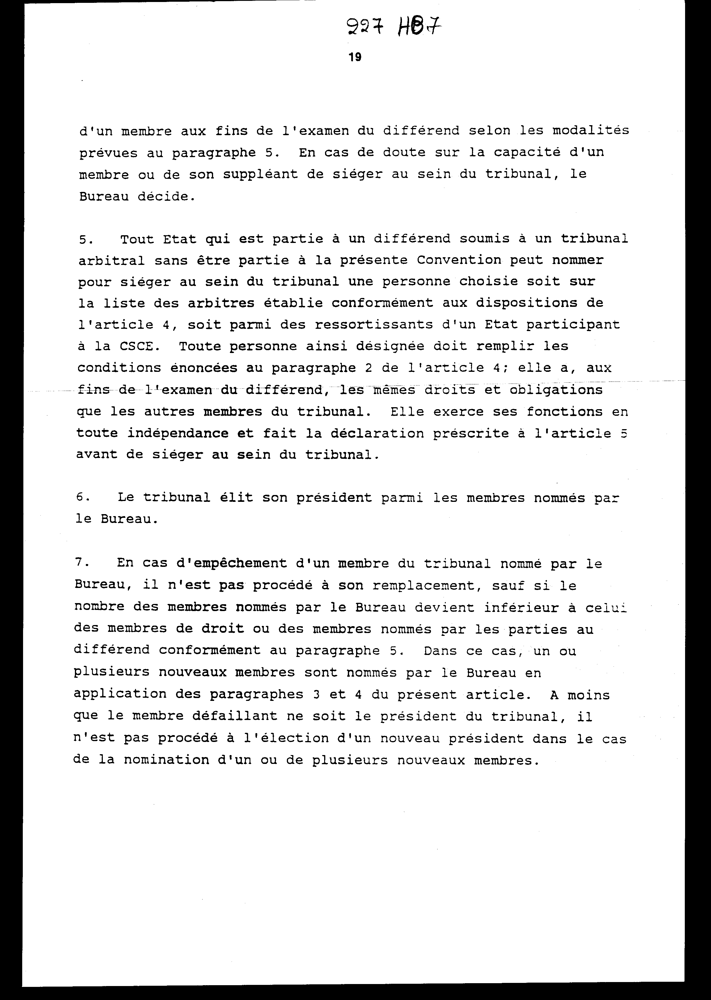 227 HB7
19
d'un membre aux fins de l'examen du différend selon les modalités
prévues au paragraphe 5. En cas de doute sur la capacité d'un
membre ou de son suppléant de siéger au sein du tribunal, le
Bureau décide.
5. Tout Etat qui est partie à un différend soumis à un tribunal
arbitral sans être partie à la présente Convention peut nommer
pour siéger au sein du tribunal une personne choisie soit sur
la liste des arbitres établie conformément aux dispositions de
l'article 4, soit parmi des ressortissants d'un Etat participant
à la CSCE. Toute personne ainsi désignée doit remplir les
conditions énoncées au paragraphe 2 de l'article 4; elle a, aux
fins de l'examen du différend, les mêmes droits et obligations
que les autres membres du tribunal. Elle exerce ses fonctions en
toute indépendance et fait la déclaration préscrite à l'article 5
avant de siéger au sein du tribunal.
6. Le tribunal élit son président parmi les membres nommés par
le Bureau.
7. En cas d'empêchement d'un membre du tribunal nommé par le
Bureau, il n'est pas procédé à son remplacement, sauf si le
nombre des membres nommés par le Bureau devient inférieur à celui
des membres de droit ou des membres nommés par les parties au
différend conformément au paragraphe 5. Dans ce cas, un ou
plusieurs nouveaux membres sont nommés par le Bureau en
application des paragraphes 3 et 4 du présent article. A moins
que le membre défaillant ne soit le président du tribunal, il
n'est pas procédé à l'élection d'un nouveau président dans le cas
de la nomination d'un ou de plusieurs nouveaux membres.